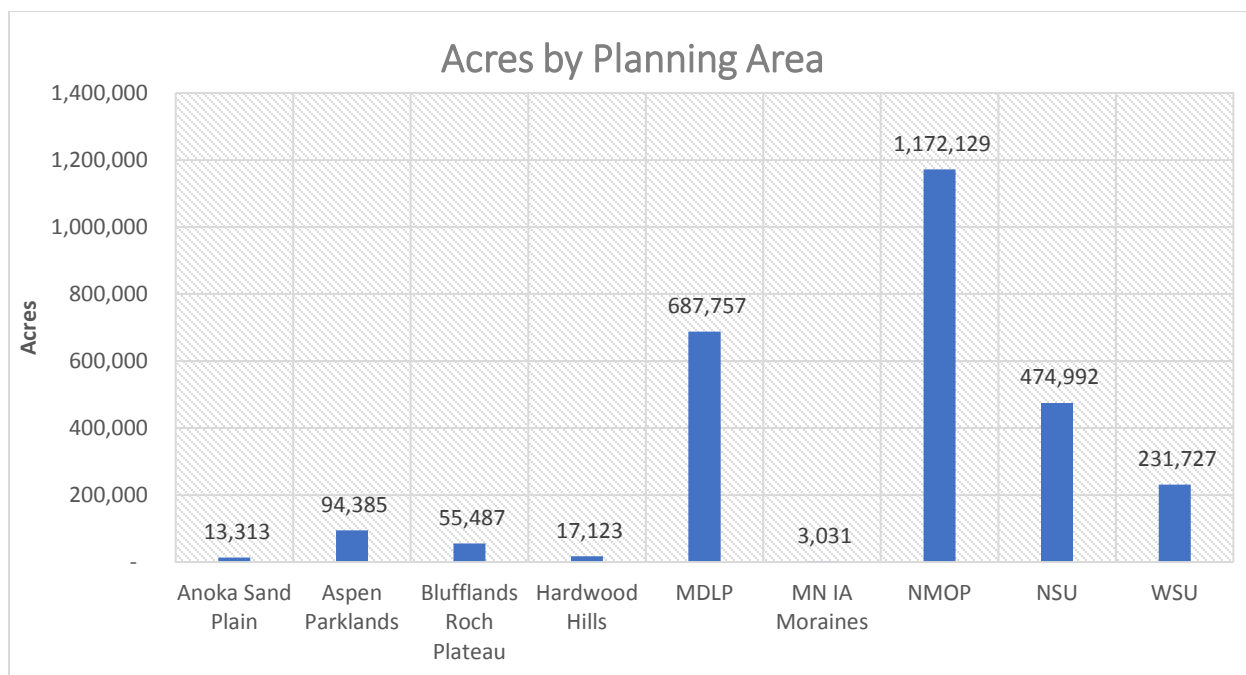 Acres by Planning Area
1,400,000
1,200,000
1,000,000
800,000
600,000
400,000
200,000
-
Acres
13,313
94,385
55,487
17,123
687,757
3,031
1,172,129
474,992
231,727
Anoka Sand
Plain
Aspen
Parklands
Blufflands
Roch
Plateau
Hardwood
Hills
MDLP
MN IA
Moraines
NMOP
NSU
WSU